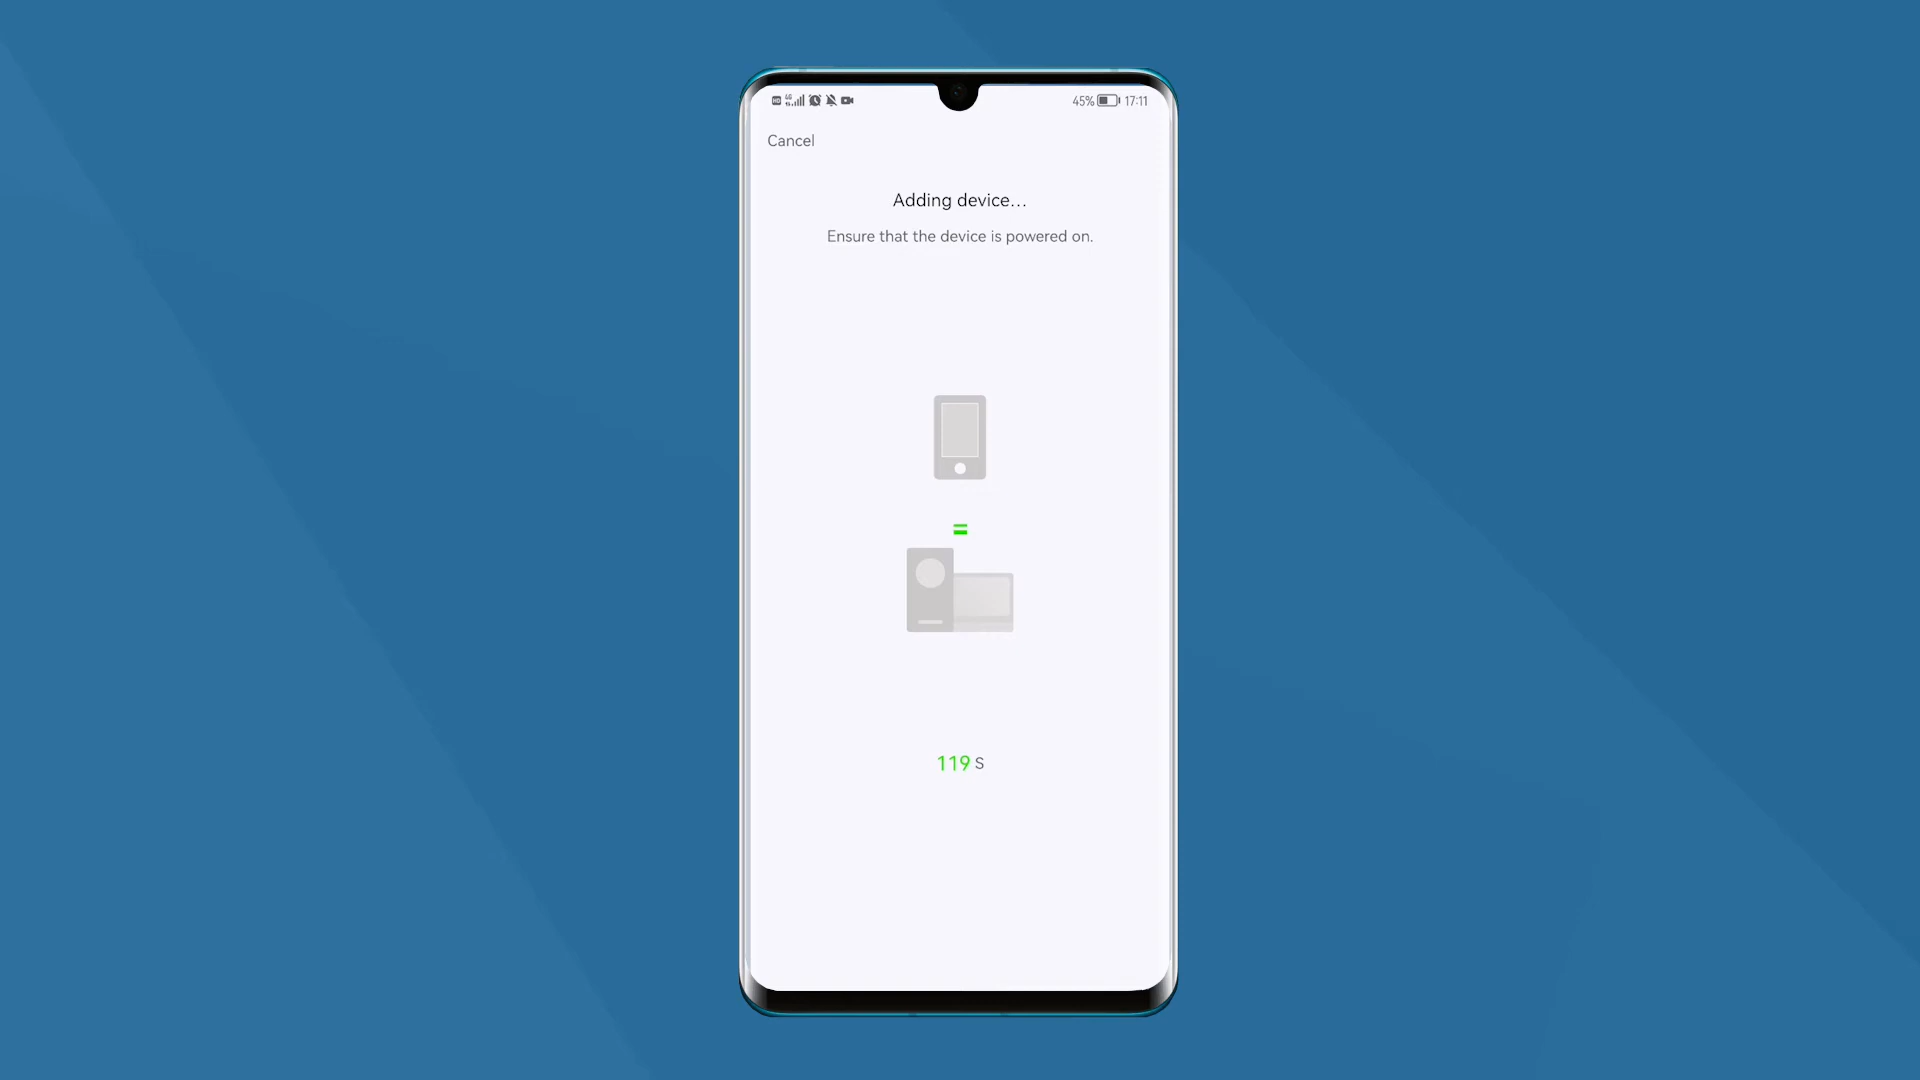 45% 17:11
Cancel
Adding device...
Ensure that the device is powered on.
119 S